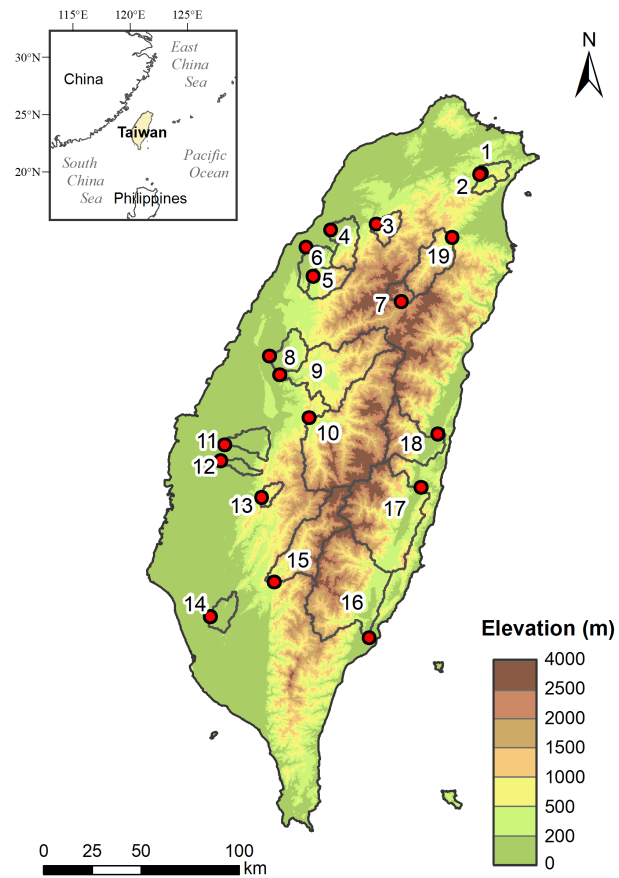 115°E 120°E 125°E
30°N
25°N
20°N
East
China
Sea
China
Taiwan
South
China
Sea
Pacific
Ocean
Philippines
N
1
2
3
4
19
6
5
7
8
9
10
18
11
12
13
17
15
14
16
Elevation (m)
4000
2500
2000
1500
1000
500
200
0
0 25 50 100
km